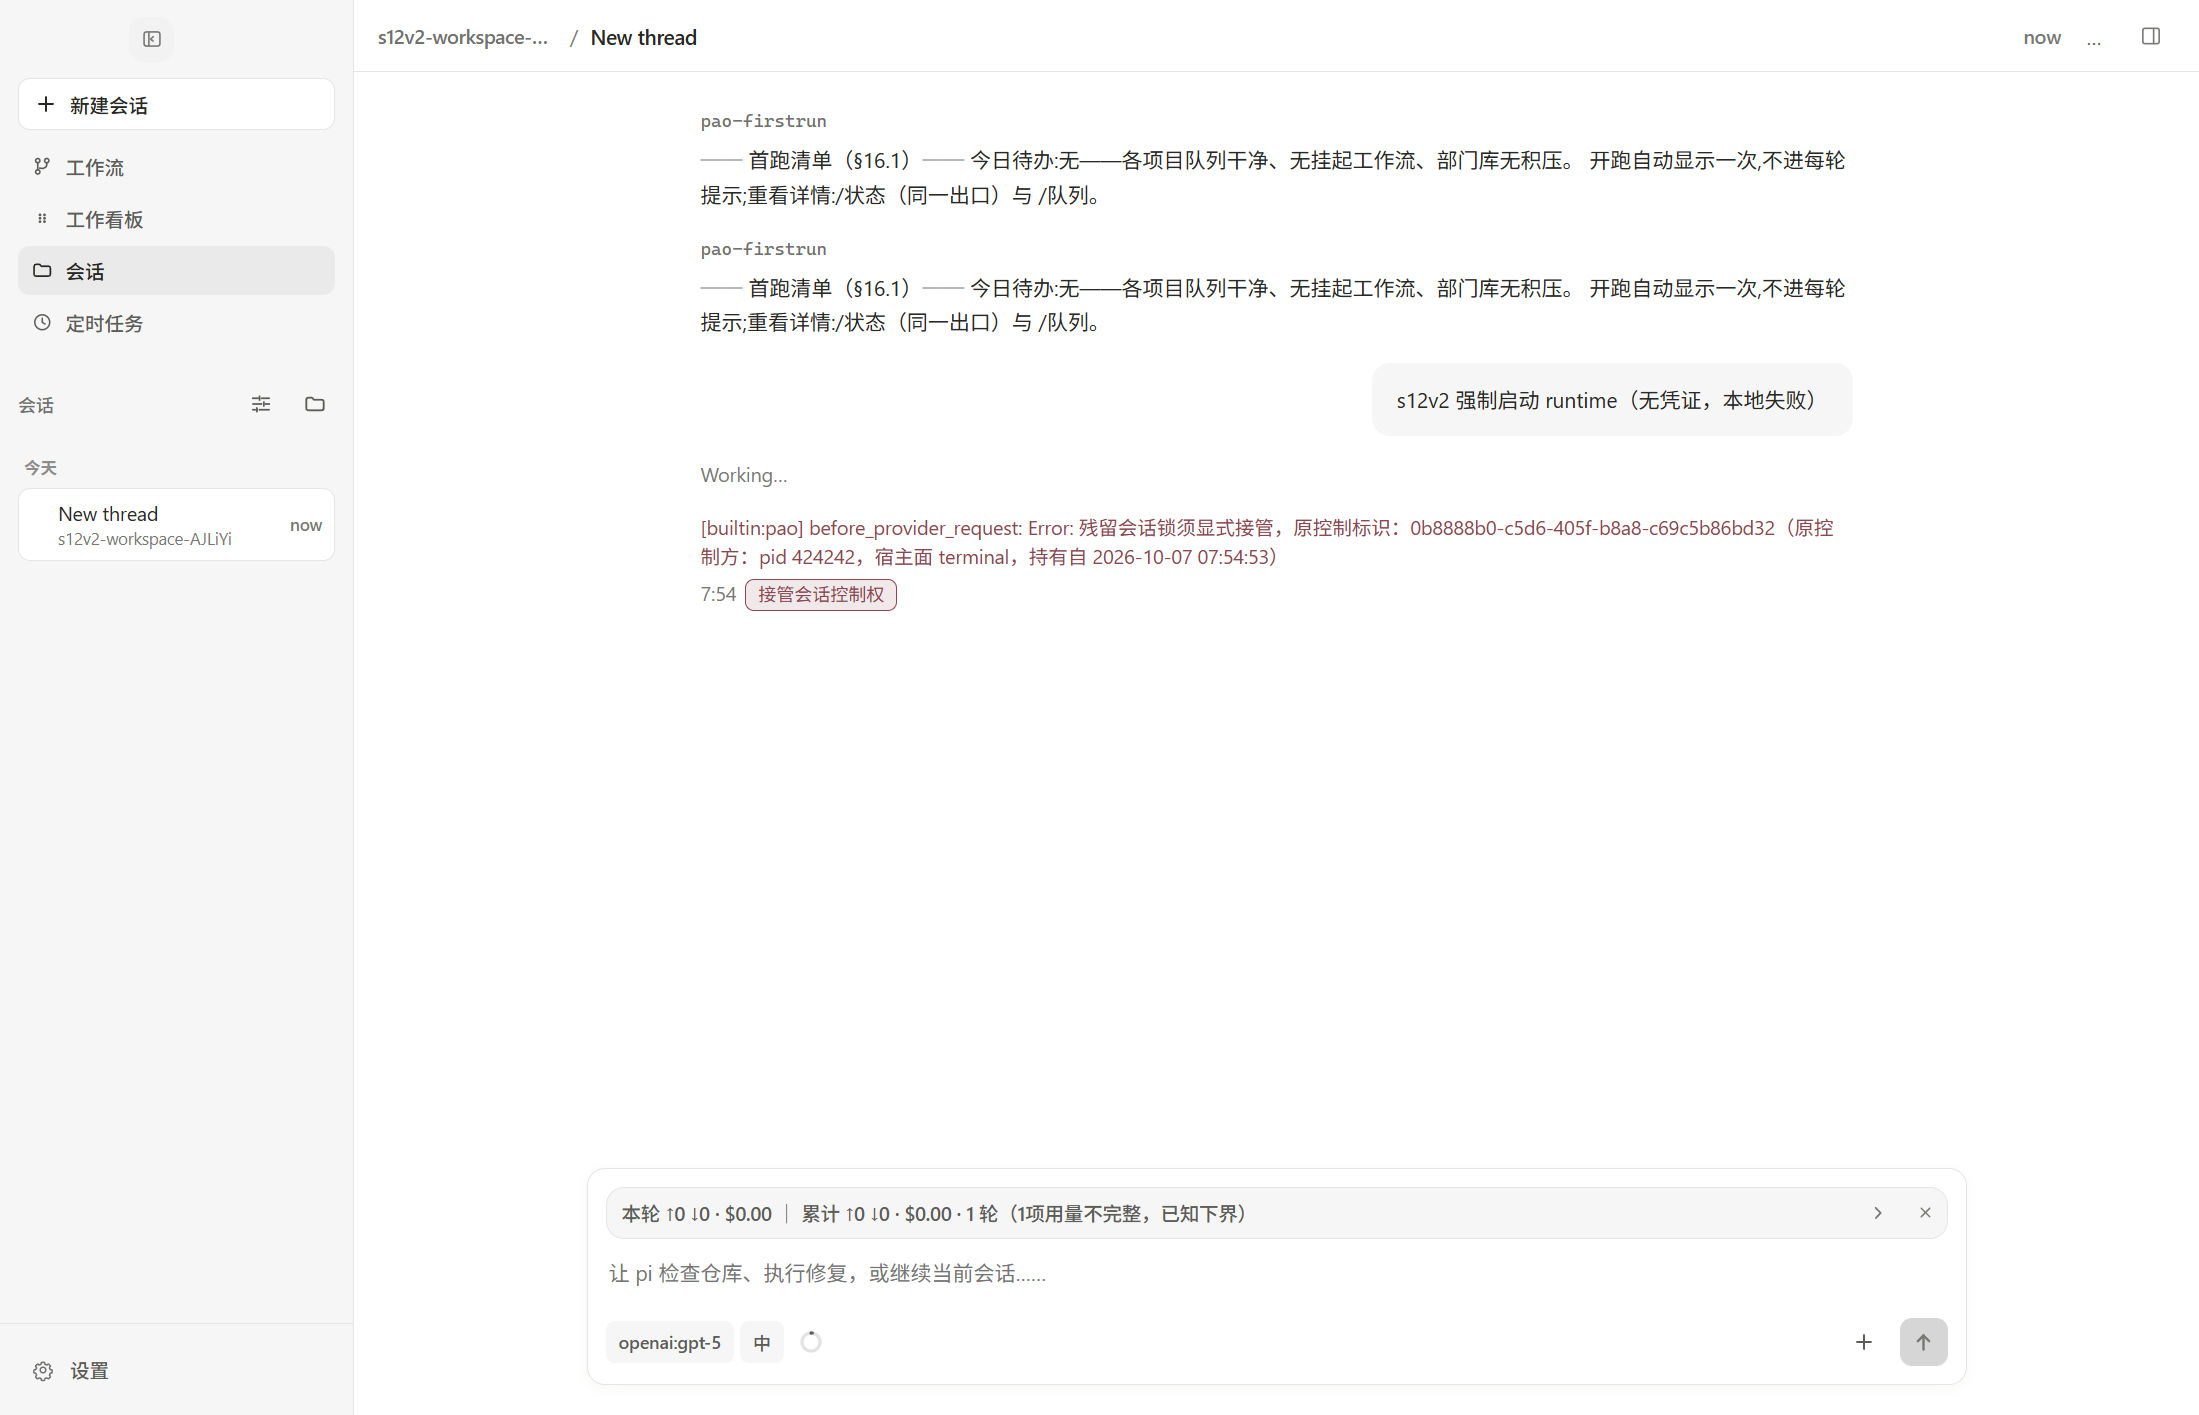 新建会话
工作流
工作看板
会话
定时任务
会话
今天
New thread
now
s12v2-workspace-AJLiYi
设置
s12v2-workspace-... / New thread
now ...
pao-firstrun
—— 首跑清单（§16.1）—— 今日待办:无——各项目队列干净、无挂起工作流、部门库无积压。 开跑自动显示一次,不进每轮
提示;重看详情:/状态（同一出口）与 /队列。
pao-firstrun
—— 首跑清单（§16.1）—— 今日待办:无——各项目队列干净、无挂起工作流、部门库无积压。 开跑自动显示一次,不进每轮
提示;重看详情:/状态（同一出口）与 /队列。
s12v2 强制启动 runtime（无凭证，本地失败）
Working...
[builtin:pao] before_provider_request: Error: 残留会话锁须显式接管，原控制标识：0b8888b0-c5d6-405f-b8a8-c69c5b86bd32（原控
制方：pid 424242，宿主面 terminal，持有自 2026-10-07 07:54:53）
7:54 接管会话控制权
本轮 ↑0 ↓0 · $0.00 ｜ 累计 ↑0 ↓0 · $0.00 · 1 轮（1项用量不完整，已知下界）
让 pi 检查仓库、执行修复，或继续当前会话......
openai:gpt-5 中